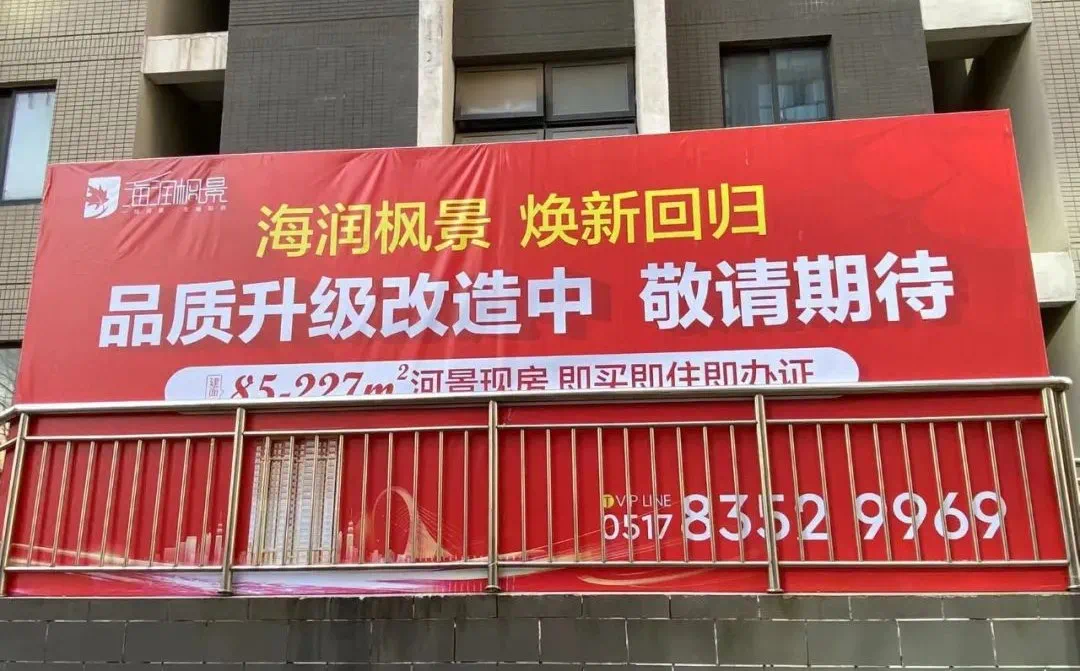 海润枫景
海润枫景 焕新回归
品质升级改造中 敬请期待
建面 85-227m² 河景现房 即买即住即办证
VIP LINE
0517 8352 9969